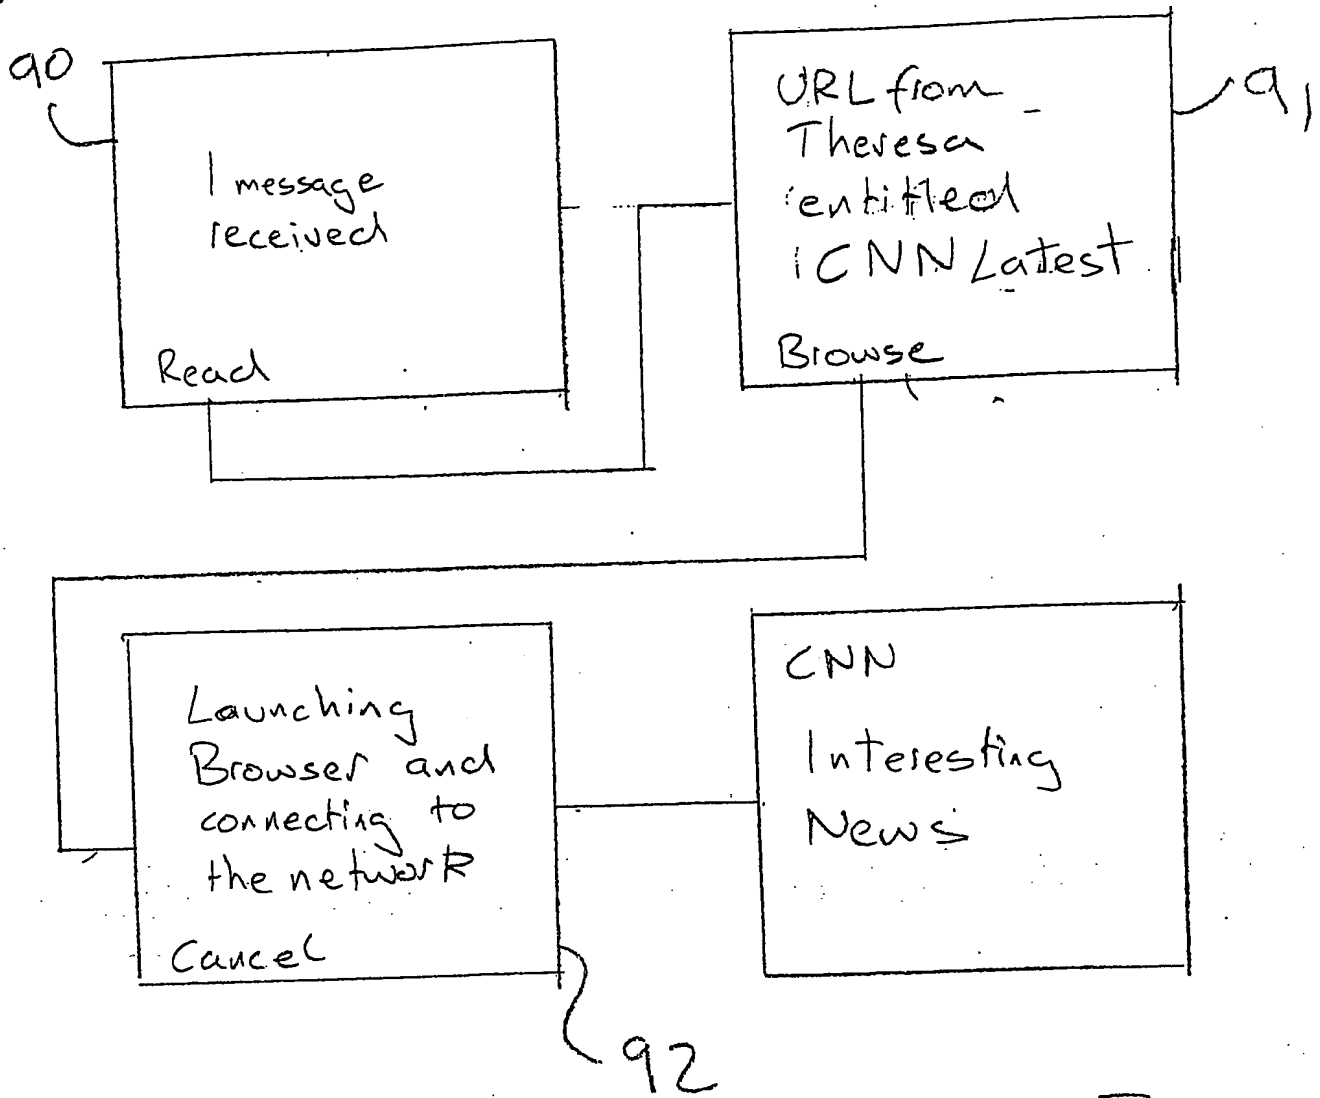 90
1 message
received
Read
URL from
Theresa
entitled
CNN Latest
Browse
91
Launching
Browser and
connecting to
the network
Cancel
92
CNN
Interesting
News